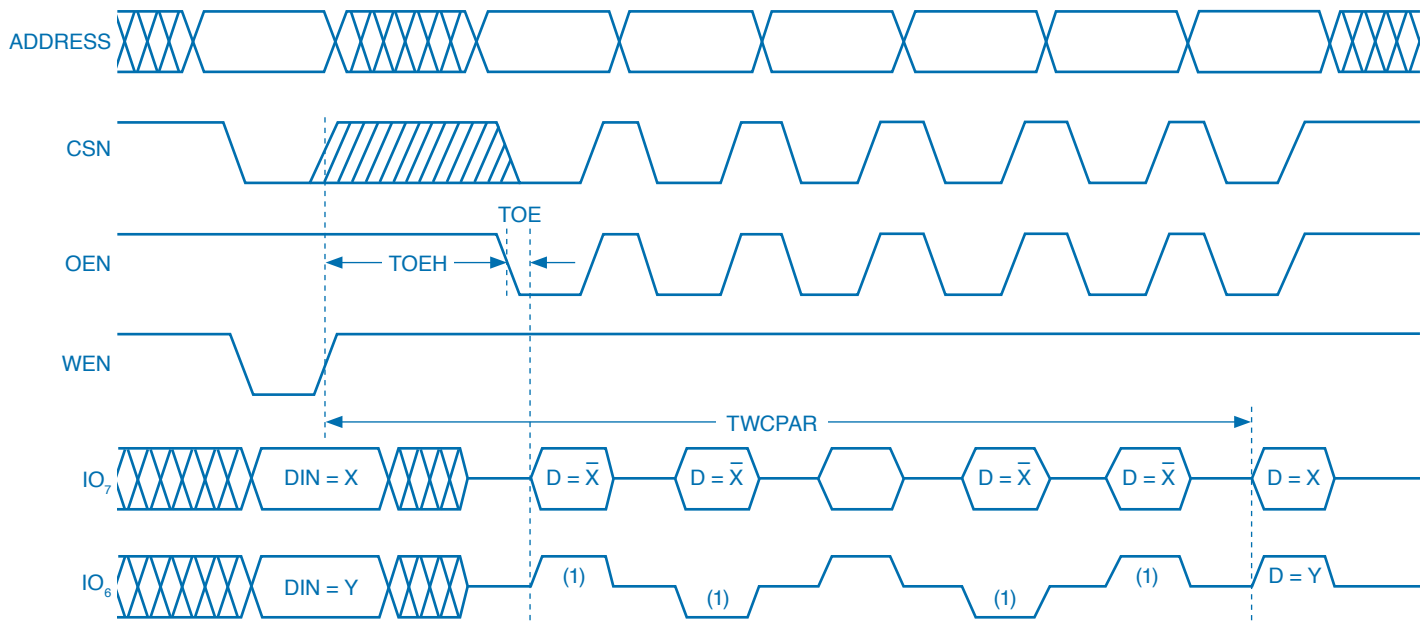 ADDRESS
CSN
TOE
OEN
TOEH
WEN
TWCPAR
IO₇ DIN = X D = X̅ D = X̅ D = X̅ D = X̅ D = X
IO₆ DIN = Y (1) (1) (1) (1) D = Y